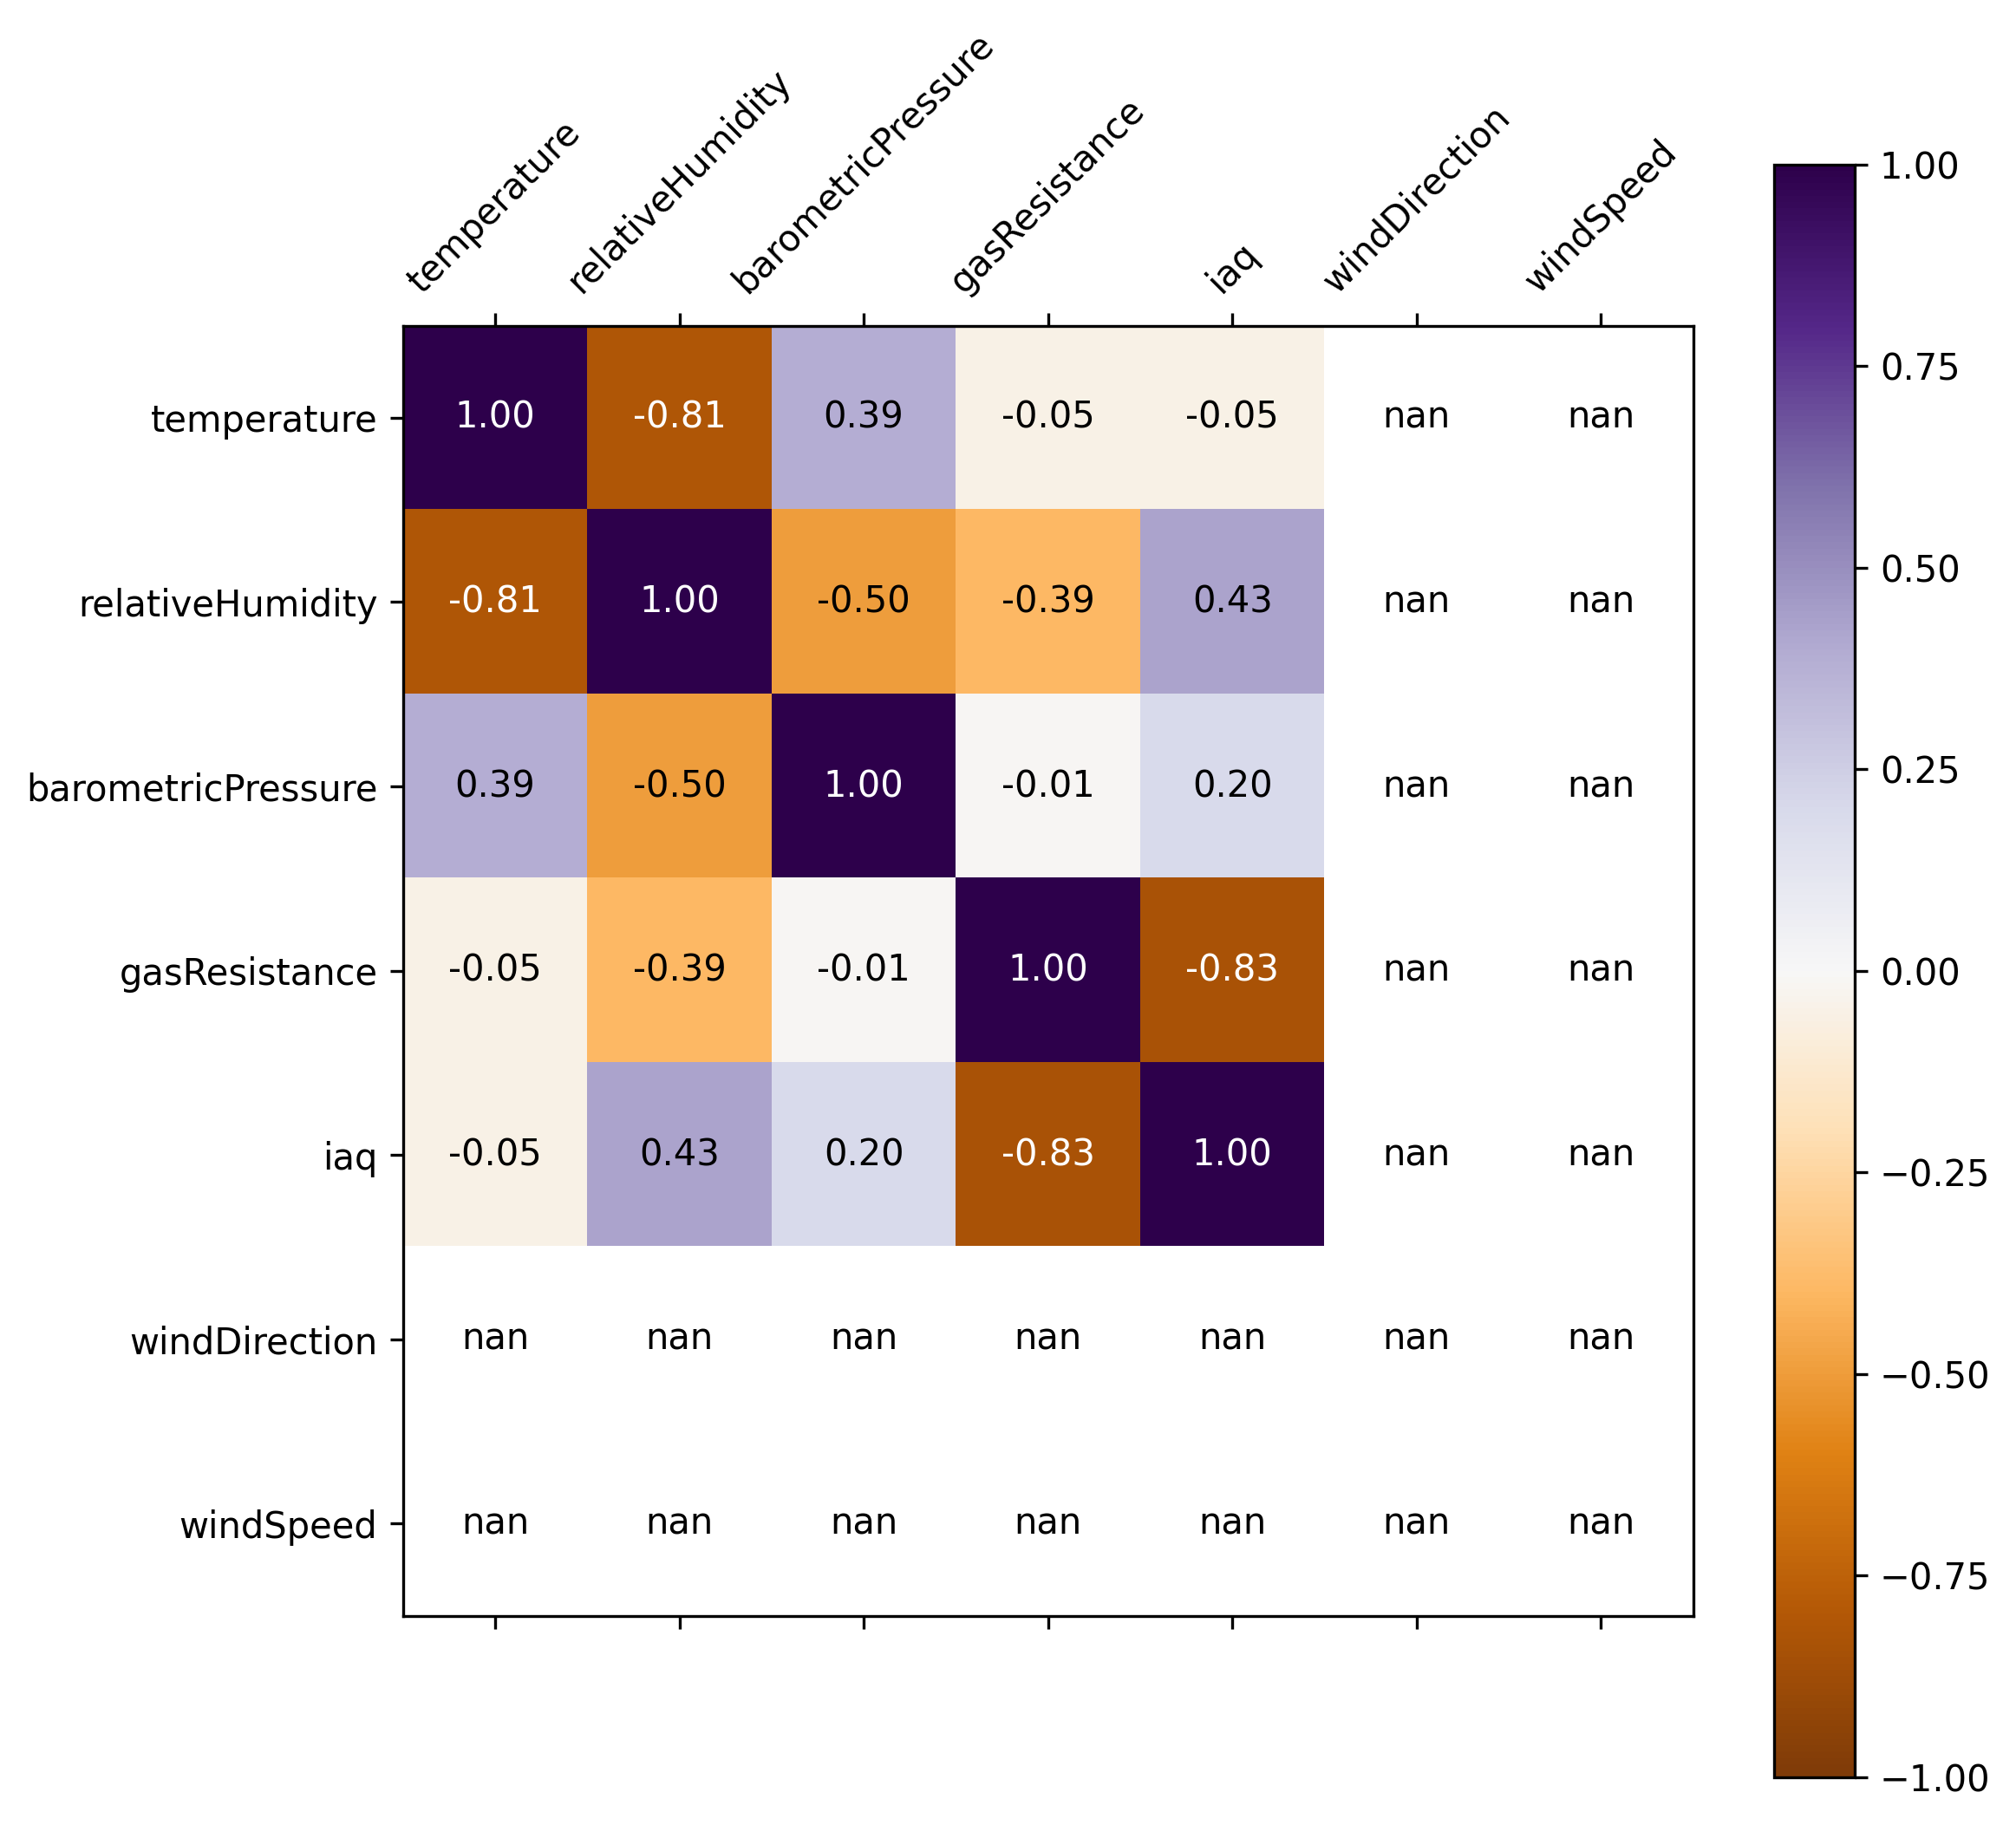 temperature
relativeHumidity
barometricPressure
gasResistance
iaq
windDirection
windSpeed
temperature 1.00 -0.81 0.39 -0.05 -0.05 nan nan
relativeHumidity -0.81 1.00 -0.50 -0.39 0.43 nan nan
barometricPressure 0.39 -0.50 1.00 -0.01 0.20 nan nan
gasResistance -0.05 -0.39 -0.01 1.00 -0.83 nan nan
iaq -0.05 0.43 0.20 -0.83 1.00 nan nan
windDirection nan nan nan nan nan nan nan
windSpeed nan nan nan nan nan nan nan
1.00
0.75
0.50
0.25
0.00
−0.25
−0.50
−0.75
−1.00